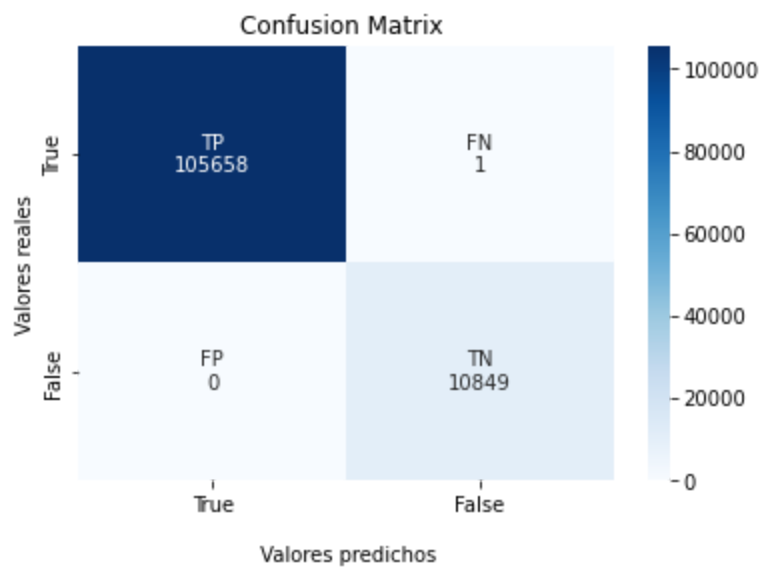 Confusion Matrix
Valores reales
True
TP
105658
FN
1
False
FP
0
TN
10849
True
False
Valores predichos
100000
80000
60000
40000
20000
0